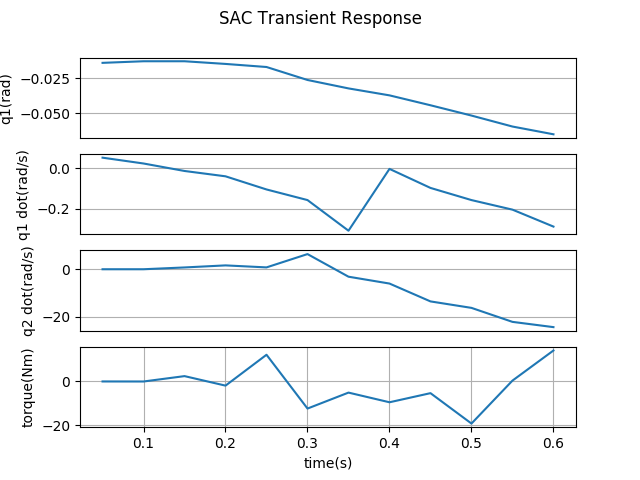 SAC Transient Response
q1(rad)
−0.025
−0.050
q1 dot(rad/s)
0.0
−0.2
q2 dot(rad/s)
0
−20
torque(Nm)
0
−20
0.1 0.2 0.3 0.4 0.5 0.6
time(s)